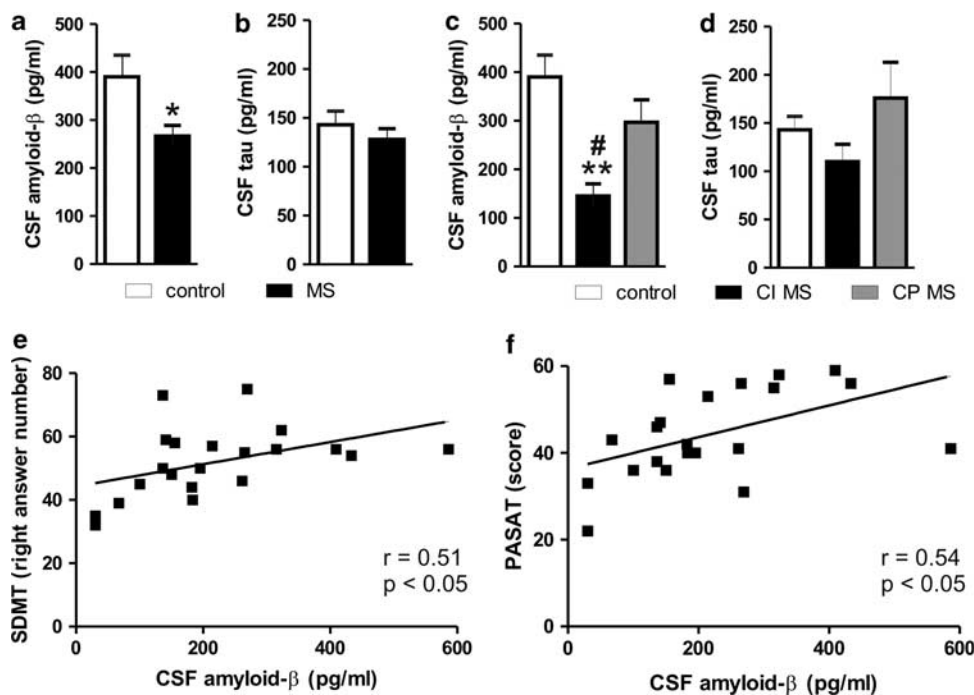 a
CSF amyloid-β (pg/ml)
500
400
300
200
100
0
*
b
CSF tau (pg/ml)
250
200
150
100
50
0
c
CSF amyloid-β (pg/ml)
500
400
300
200
100
0
#
**
d
CSF tau (pg/ml)
250
200
150
100
50
0
control MS
control CI MS CP MS
e
SDMT (right answer number)
80
60
40
20
0
0 200 400 600
r = 0.51
p < 0.05
CSF amyloid-β (pg/ml)
f
PASAT (score)
60
40
20
0
0 200 400 600
r = 0.54
p < 0.05
CSF amyloid-β (pg/ml)